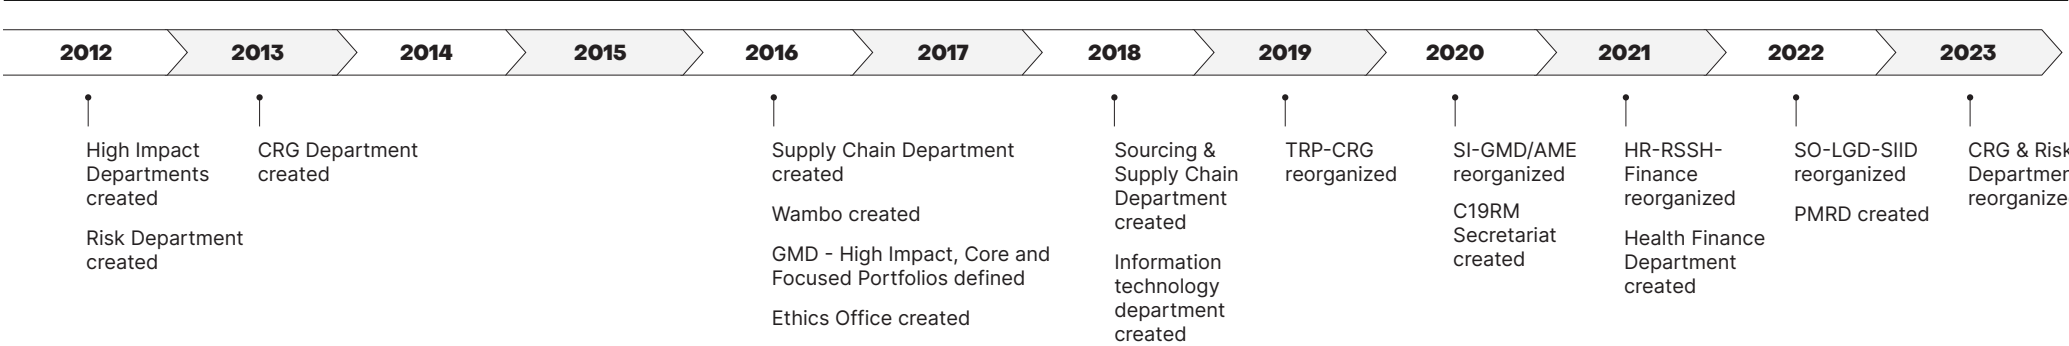 2012 2013 2014 2015 2016 2017 2018 2019 2020 2021 2022 2023
High Impact
Departments
created
Risk Department
created
CRG Department
created
Supply Chain Department
created
Wambo created
GMD - High Impact, Core and
Focused Portfolios defined
Ethics Office created
Sourcing &
Supply Chain
Department
created
Information
technology
department
created
TRP-CRG
reorganized
SI-GMD/AME
reorganized
C19RM
Secretariat
created
HR-RSSH-
Finance
reorganized
Health Finance
Department
created
SO-LGD-SIID
reorganized
PMRD created
CRG & Risk